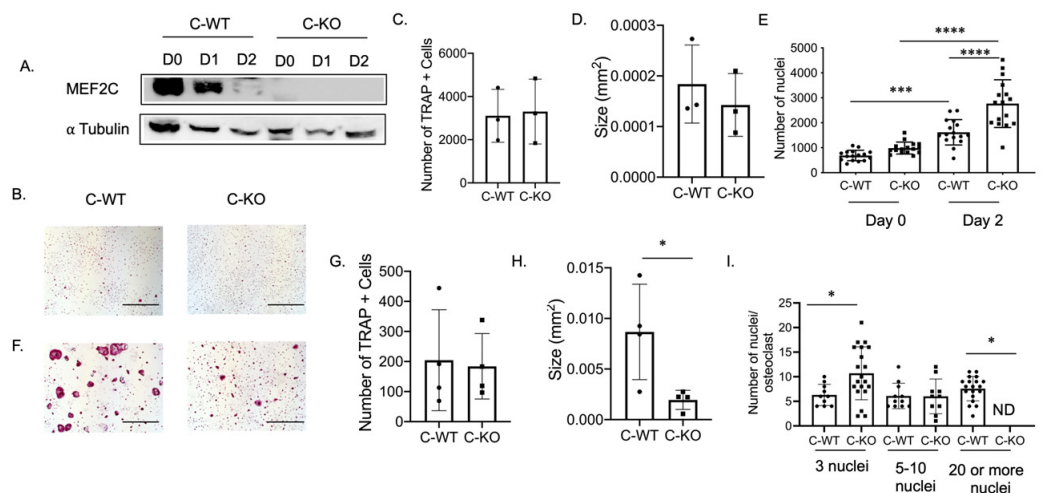 A.
C-WT C-KO
D0 D1 D2 D0 D1 D2
MEF2C
α Tubulin
B.
C-WT C-KO
F.
C.
Number of TRAP + Cells
6000
4000
2000
0
C-WT C-KO
D.
Size (mm²)
0.0003
0.0002
0.0001
0.0000
C-WT C-KO
E.
Number of nuclei
5000
4000
3000
2000
1000
0
****
****
***
C-WT C-KO C-WT C-KO
Day 0 Day 2
G.
Number of TRAP + Cells
500
400
300
200
100
0
C-WT C-KO
H.
Size (mm²)
0.015
0.010
0.005
0.000
*
C-WT C-KO
I.
Number of nuclei/
osteoclast
25
20
15
10
5
0
*
*
ND
C-WT C-KO C-WT C-KO C-WT C-KO
3 nuclei 5-10 20 or more
nuclei nuclei